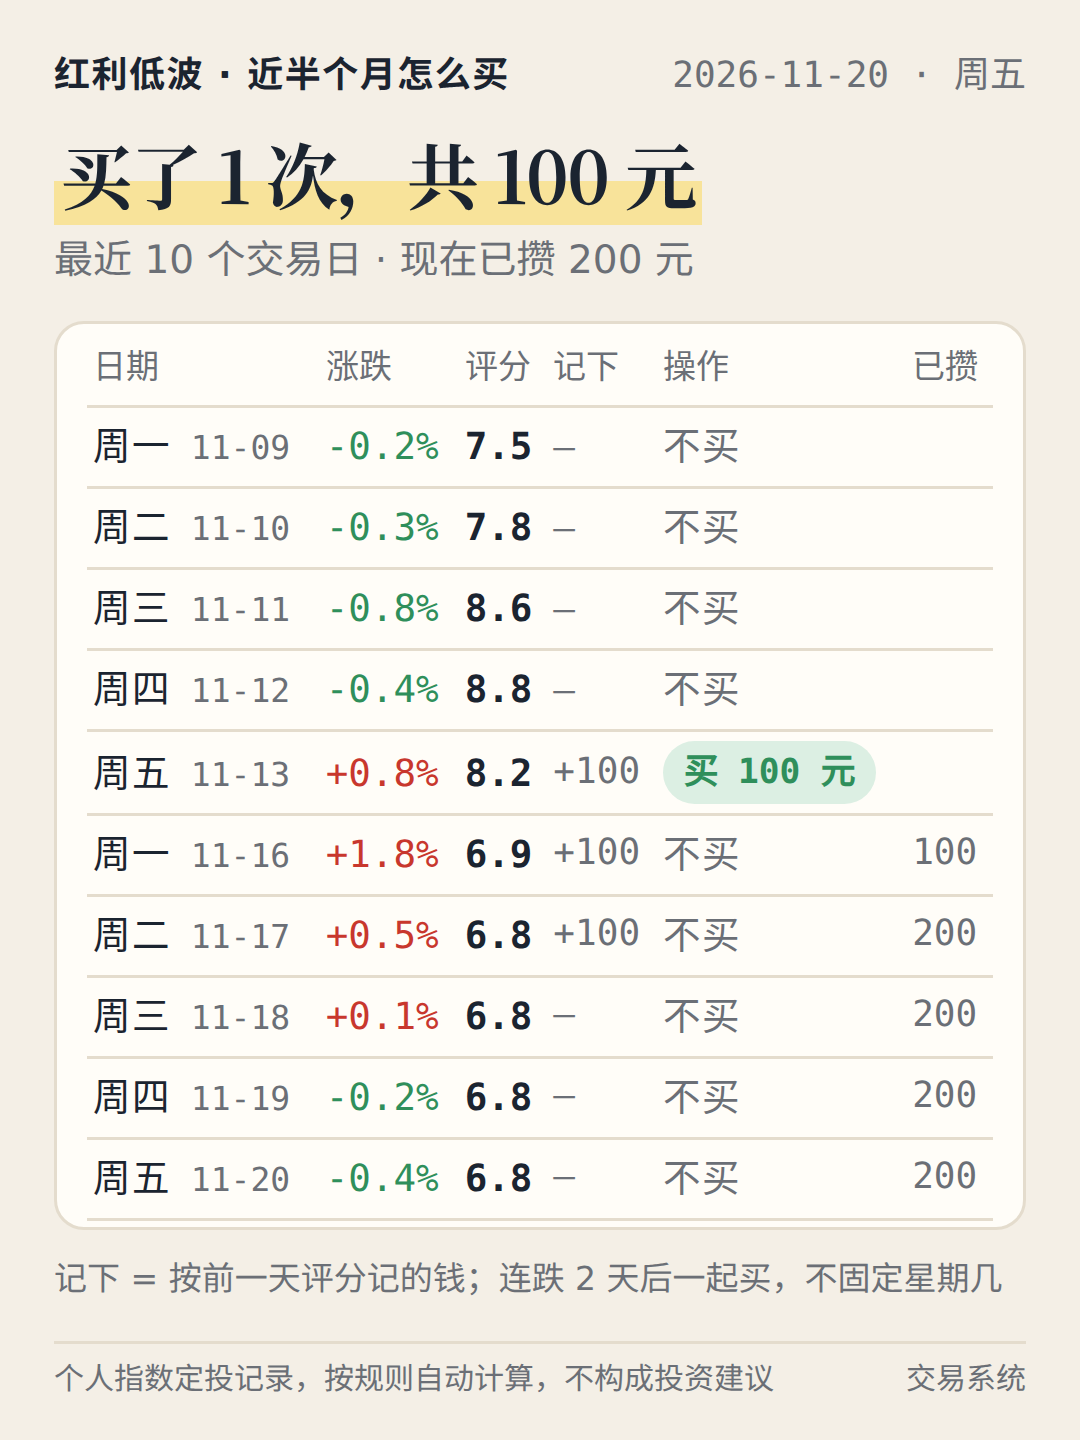 红利低波 · 近半个月怎么买 2026-11-20 · 周五
买了 1 次，共 100 元
最近 10 个交易日 · 现在已攒 200 元
日期 涨跌 评分 记下 操作 已攒
周一 11-09 -0.2% 7.5 — 不买
周二 11-10 -0.3% 7.8 — 不买
周三 11-11 -0.8% 8.6 — 不买
周四 11-12 -0.4% 8.8 — 不买
周五 11-13 +0.8% 8.2 +100 买 100 元
周一 11-16 +1.8% 6.9 +100 不买 100
周二 11-17 +0.5% 6.8 +100 不买 200
周三 11-18 +0.1% 6.8 — 不买 200
周四 11-19 -0.2% 6.8 — 不买 200
周五 11-20 -0.4% 6.8 — 不买 200
记下 = 按前一天评分记的钱；连跌 2 天后一起买，不固定星期几
个人指数定投记录，按规则自动计算，不构成投资建议 交易系统